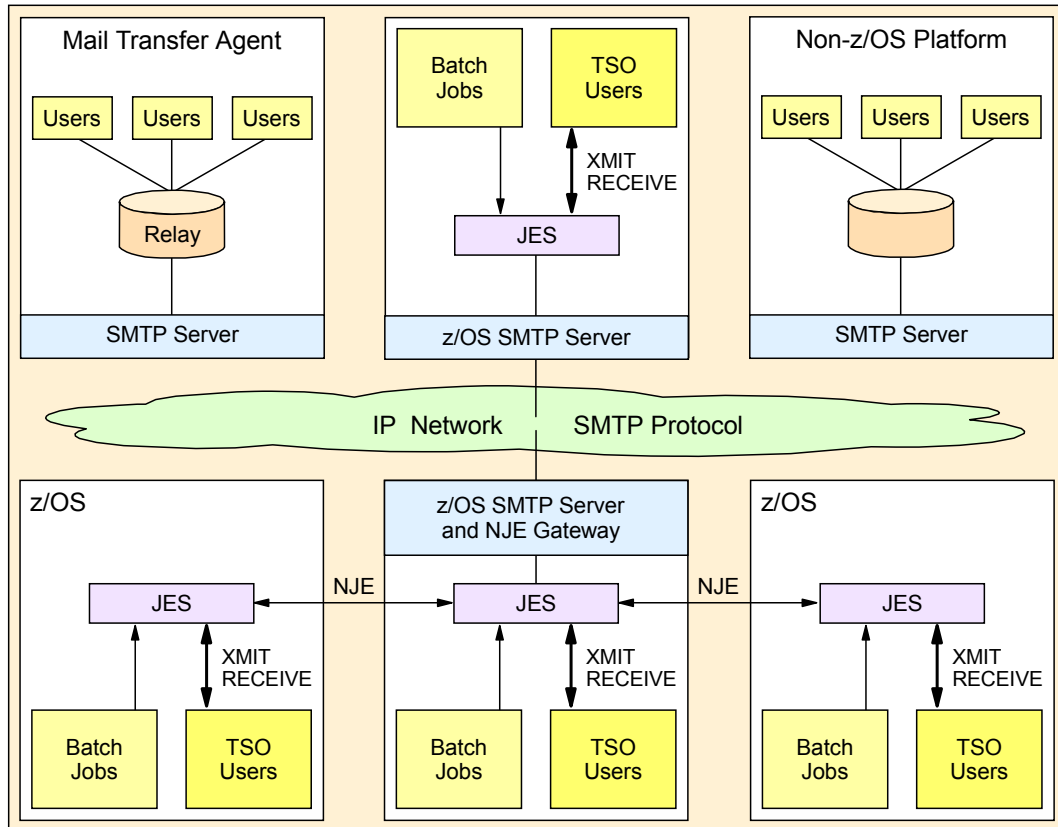 Mail Transfer Agent
Users
Users
Users
Relay
SMTP Server
Batch
Jobs
TSO
Users
XMIT
RECEIVE
JES
z/OS SMTP Server
Non-z/OS Platform
Users
Users
Users
SMTP Server
IP Network
SMTP Protocol
z/OS
JES
XMIT
RECEIVE
Batch
Jobs
TSO
Users
NJE
z/OS SMTP Server
and NJE Gateway
JES
XMIT
RECEIVE
Batch
Jobs
TSO
Users
NJE
z/OS
JES
XMIT
RECEIVE
Batch
Jobs
TSO
Users